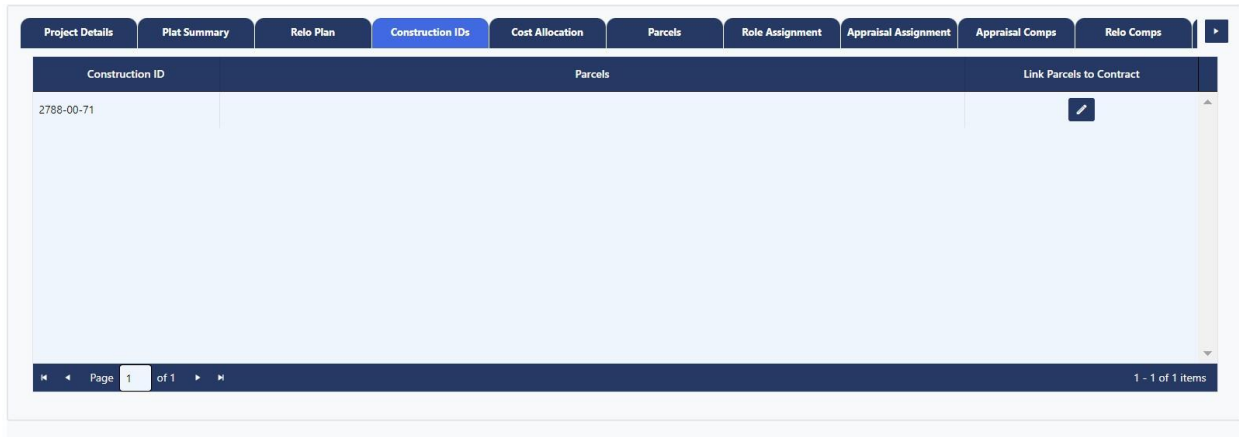 Project Details Plat Summary Relo Plan Construction IDs Cost Allocation Parcels Role Assignment Appraisal Assignment Appraisal Comps Relo Comps
Construction ID Parcels Link Parcels to Contract
2788-00-71
Page 1 of 1 1 - 1 of 1 items